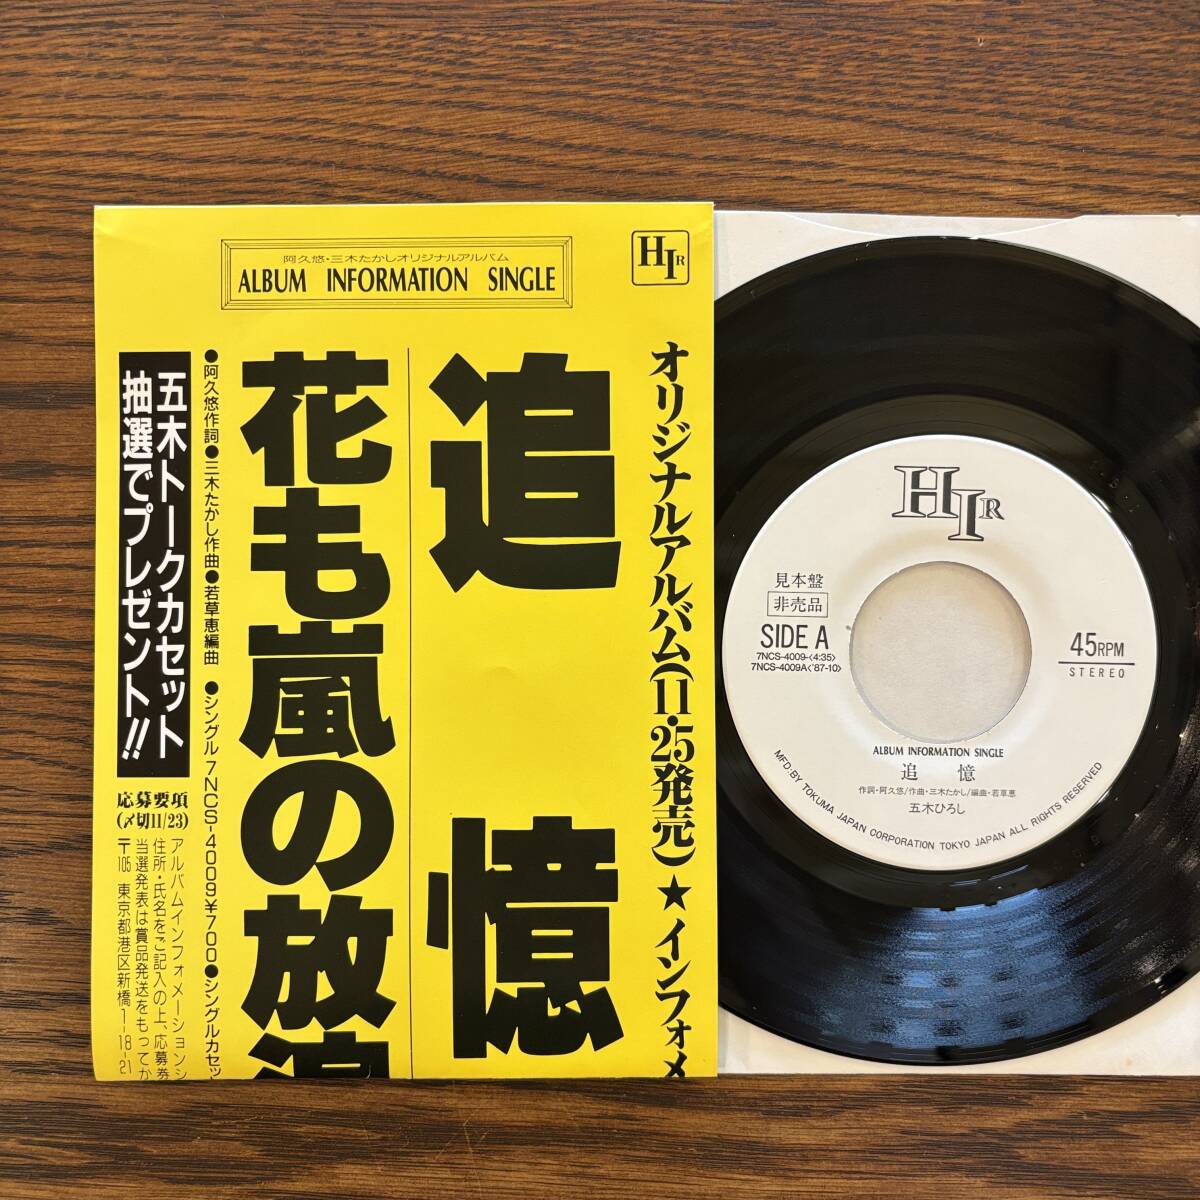 阿久悠・三木たかしオリジナルアルバム
ALBUM INFORMATION SINGLE
HIR
オリジナルアルバム(11・25発売)★インフォメ
追憶
花も嵐の放浪
●阿久悠作詞●三木たかし作曲●若草恵編曲 ●シングル7NCS-4009¥700●シングルカセッ
五木トークカセット
抽選でプレゼント!!
応募要項
(〆切11/23)
アルバムインフォメーションシ
住所・氏名をご記入の上、応募券
当選発表は賞品発送をもってか
〒105 東京都港区新橋1-18-21
HIR
見本盤
非売品
SIDE A
7NCS-4009-〈4:35〉
7NCS-4009A〈'87-10〉
45RPM
STEREO
ALBUM INFORMATION SINGLE
追憶
作詞・阿久悠/作曲・三木たかし/編曲・若草恵
五木ひろし
MFD・BY TOKUMA JAPAN CORPORATION TOKYO JAPAN ALL RIGHTS RESERVED